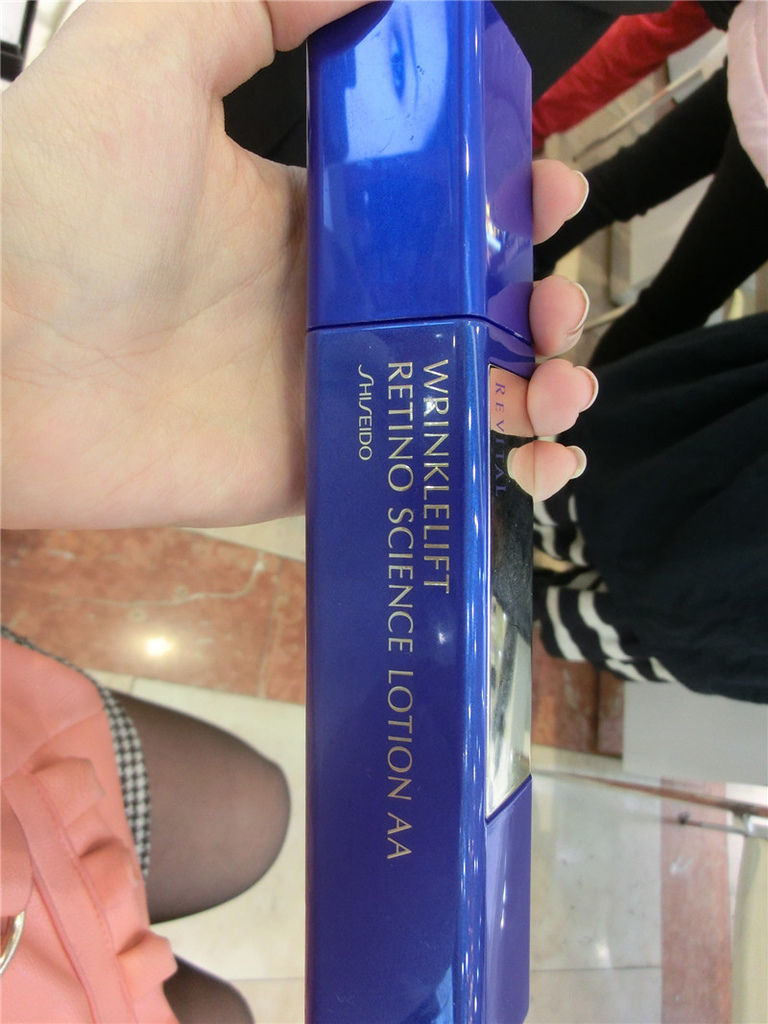 WRINKLELIFT
RETINO SCIENCE LOTION AA
SHISEIDO
REVITAL